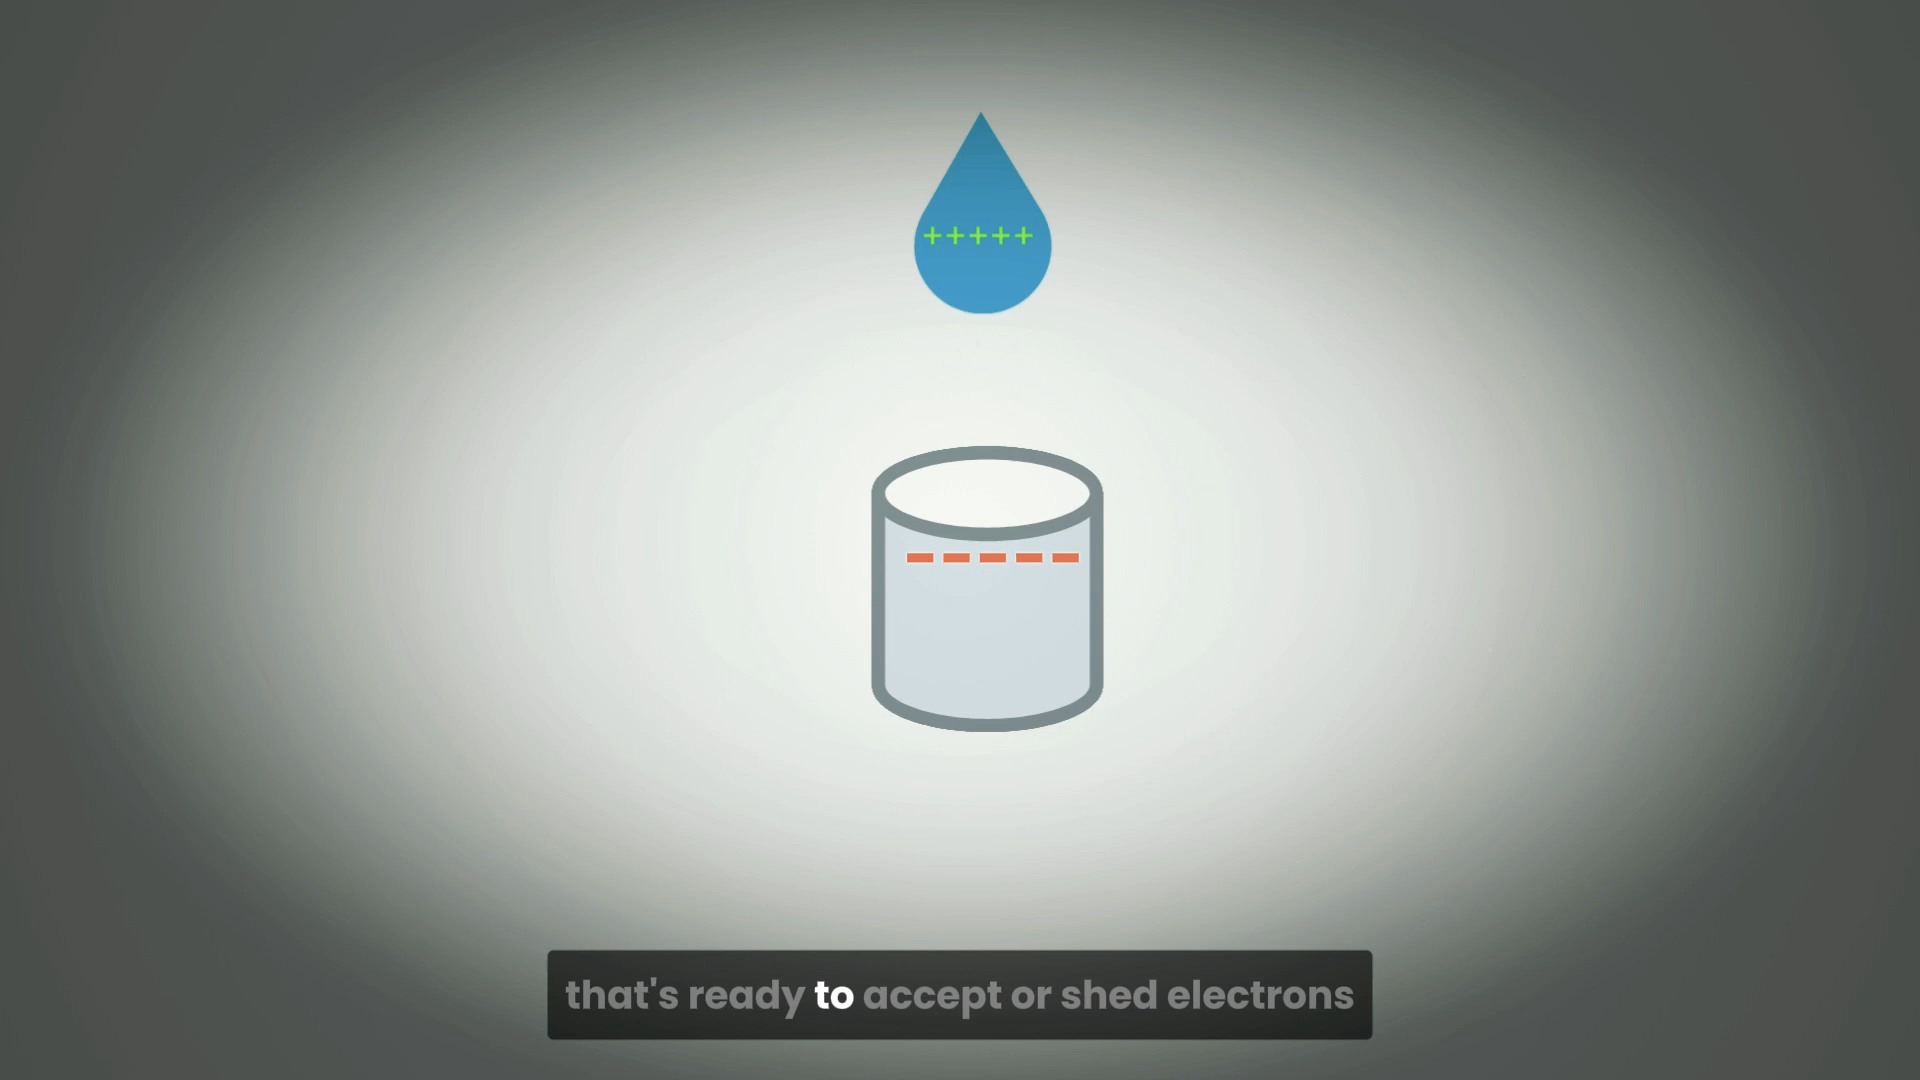 +++++
that's ready to accept or shed electrons